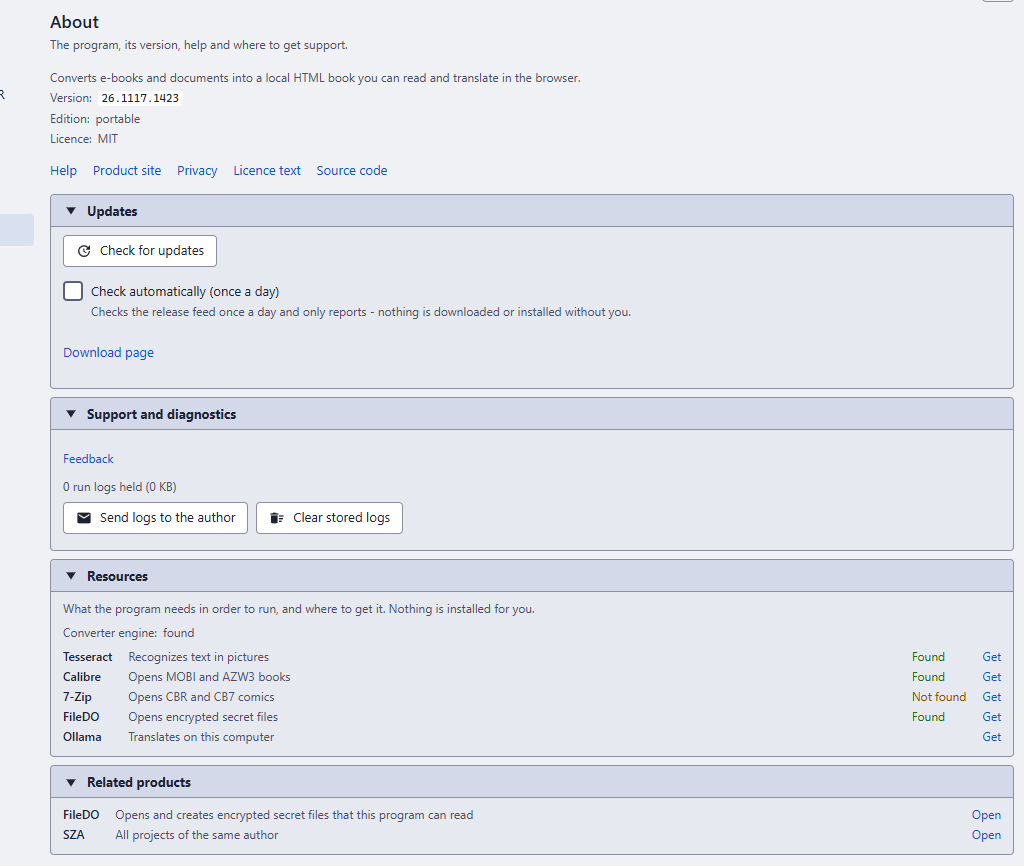 About
The program, its version, help and where to get support.
Converts e-books and documents into a local HTML book you can read and translate in the browser.
R
Version: 26.1117.1423
Edition: portable
Licence: MIT
Help Product site Privacy Licence text Source code
Updates
Check for updates
Check automatically (once a day)
Checks the release feed once a day and only reports - nothing is downloaded or installed without you.
Download page
Support and diagnostics
Feedback
0 run logs held (0 KB)
Send logs to the author Clear stored logs
Resources
What the program needs in order to run, and where to get it. Nothing is installed for you.
Converter engine: found
Tesseract Recognizes text in pictures Found Get
Calibre Opens MOBI and AZW3 books Found Get
7-Zip Opens CBR and CB7 comics Not found Get
FileDO Opens encrypted secret files Found Get
Ollama Translates on this computer Get
Related products
FileDO Opens and creates encrypted secret files that this program can read Open
SZA All projects of the same author Open